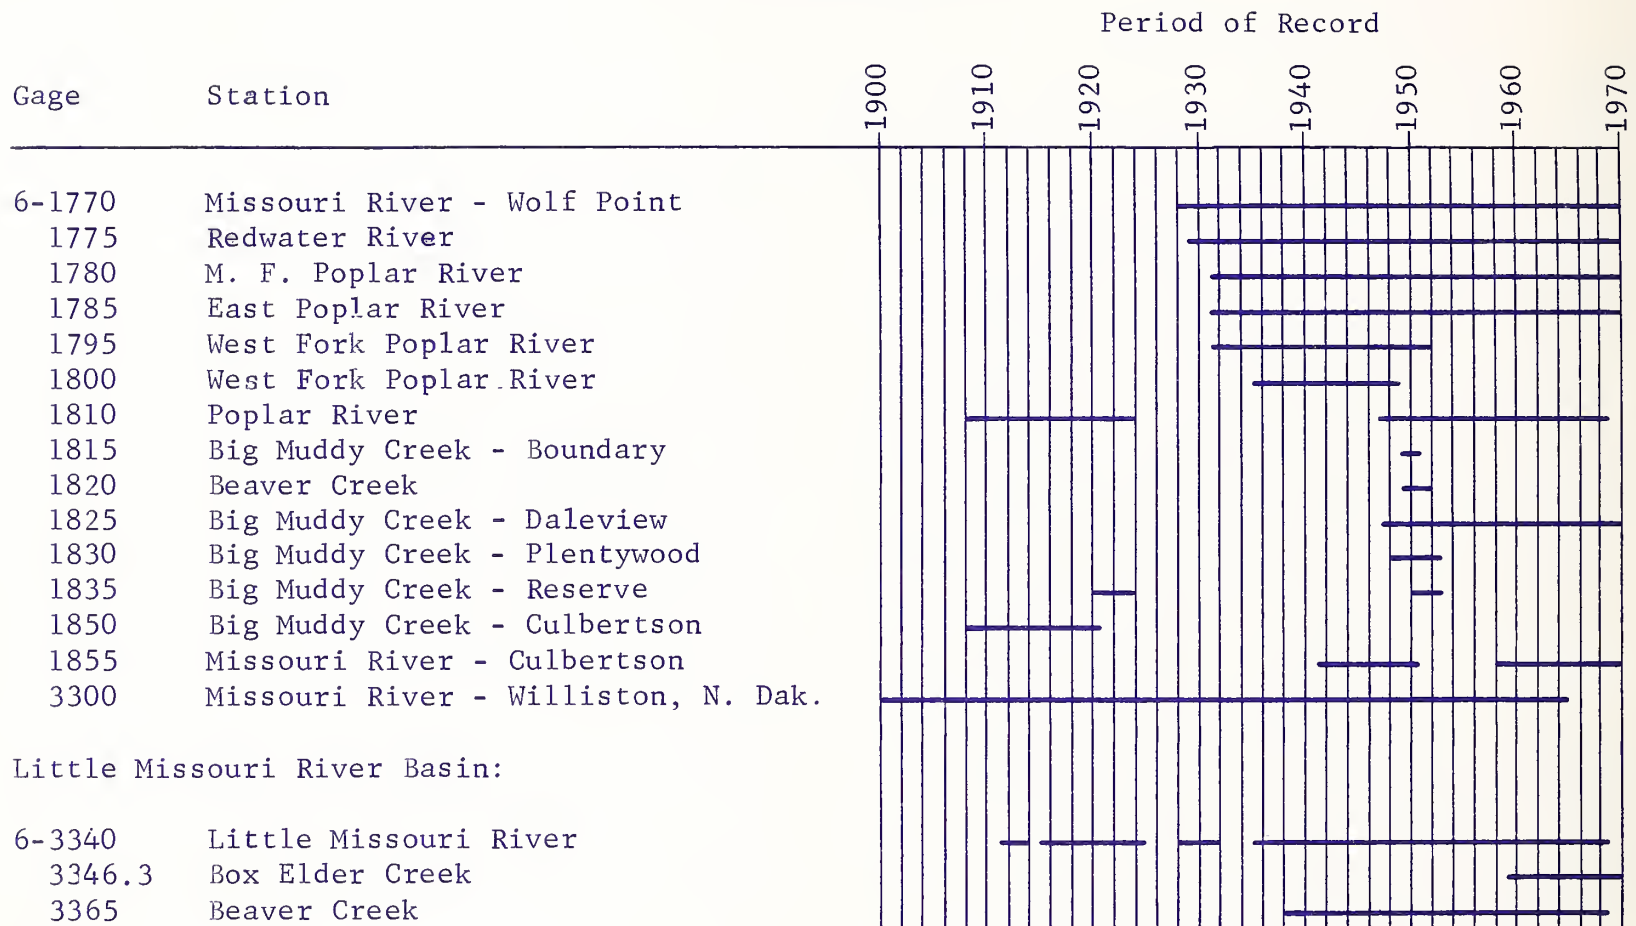 Period of Record
Gage Station 1900 1910 1920 1930 1940 1950 1960 1970
6-1770 Missouri River - Wolf Point
1775 Redwater River
1780 M. F. Poplar River
1785 East Poplar River
1795 West Fork Poplar River
1800 West Fork Poplar River
1810 Poplar River
1815 Big Muddy Creek - Boundary
1820 Beaver Creek
1825 Big Muddy Creek - Daleview
1830 Big Muddy Creek - Plentywood
1835 Big Muddy Creek - Reserve
1850 Big Muddy Creek - Culbertson
1855 Missouri River - Culbertson
3300 Missouri River - Williston, N. Dak.
Little Missouri River Basin:
6-3340 Little Missouri River
3346.3 Box Elder Creek
3365 Beaver Creek